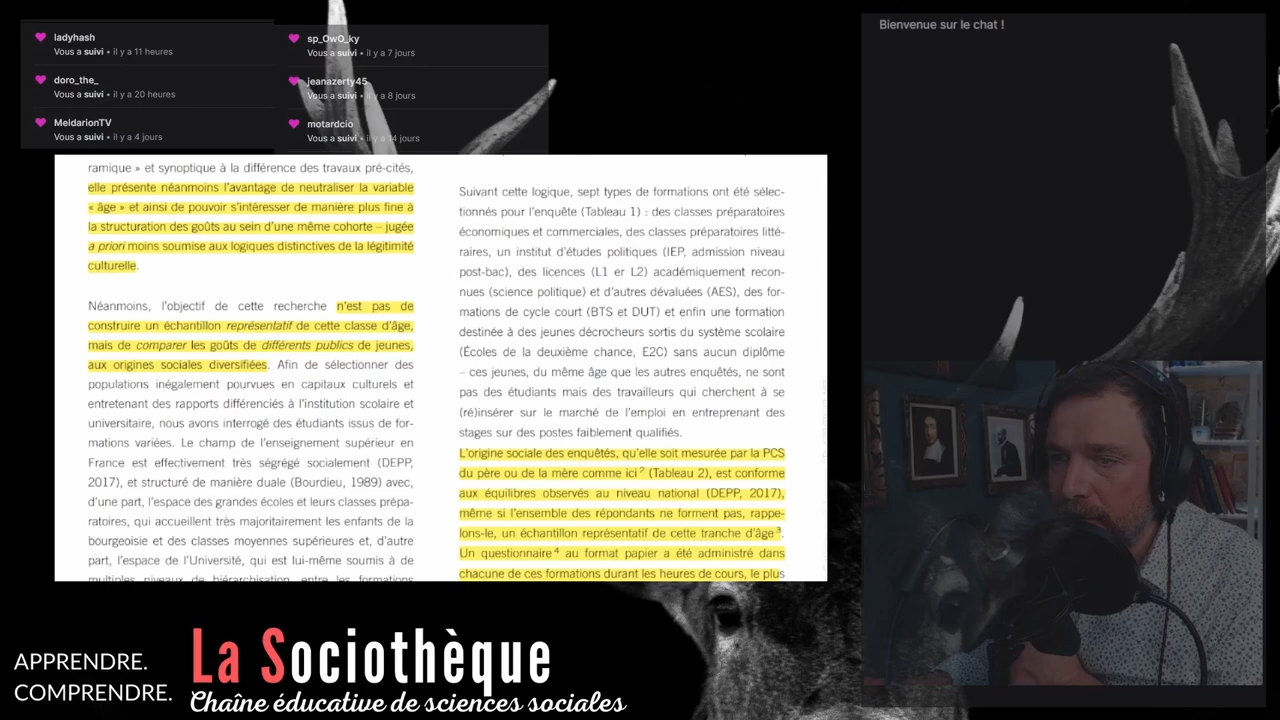 ladyhash
Vous a suivi • il y a 11 heures
doro_the_
Vous a suivi • il y a 20 heures
MeldarionTV
Vous a suivi • il y a 4 jours
sp_OwO_ky
Vous a suivi • il y a 7 jours
jeanazerty45
Vous a suivi • il y a 8 jours
motardcio
Vous a suivi • il y a 14 jours
Bienvenue sur le chat !
ramique » et synoptique à la différence des travaux pré-cités,
elle présente néanmoins l'avantage de neutraliser la variable
« âge » et ainsi de pouvoir s'intéresser de manière plus fine à
la structuration des goûts au sein d'une même cohorte – jugée
a priori moins soumise aux logiques distinctives de la légitimité
culturelle.
Néanmoins, l'objectif de cette recherche n'est pas de
construire un échantillon représentatif de cette classe d'âge,
mais de comparer les goûts de différents publics de jeunes,
aux origines sociales diversifiées. Afin de sélectionner des
populations inégalement pourvues en capitaux culturels et
entretenant des rapports différenciés à l'institution scolaire et
universitaire, nous avons interrogé des étudiants issus de for-
mations variées. Le champ de l'enseignement supérieur en
France est effectivement très ségrégé socialement (DEPP,
2017), et structuré de manière duale (Bourdieu, 1989) avec,
d'une part, l'espace des grandes écoles et leurs classes prépa-
ratoires, qui accueillent très majoritairement les enfants de la
bourgeoisie et des classes moyennes supérieures et, d'autre
part, l'espace de l'Université, qui est lui-même soumis à de
multiples niveaux de hiérarchisation entre les formations
Suivant cette logique, sept types de formations ont été sélec-
tionnés pour l'enquête (Tableau 1) : des classes préparatoires
économiques et commerciales, des classes préparatoires litté-
raires, un institut d'études politiques (IEP, admission niveau
post-bac), des licences (L1 er L2) académiquement recon-
nues (science politique) et d'autres dévaluées (AES), des for-
mations de cycle court (BTS et DUT) et enfin une formation
destinée à des jeunes décrocheurs sortis du système scolaire
(Écoles de la deuxième chance, E2C) sans aucun diplôme
– ces jeunes, du même âge que les autres enquêtés, ne sont
pas des étudiants mais des travailleurs qui cherchent à se
(ré)insérer sur le marché de l'emploi en entreprenant des
stages sur des postes faiblement qualifiés.
L'origine sociale des enquêtés, qu'elle soit mesurée par la PCS
du père ou de la mère comme ici 2 (Tableau 2), est conforme
aux équilibres observés au niveau national (DEPP, 2017),
même si l'ensemble des répondants ne forment pas, rappe-
lons-le, un échantillon représentatif de cette tranche d'âge 3.
Un questionnaire 4 au format papier a été administré dans
chacune de ces formations durant les heures de cours, le plus
APPRENDRE.
COMPRENDRE.
La Sociothèque
Chaîne éducative de sciences sociales